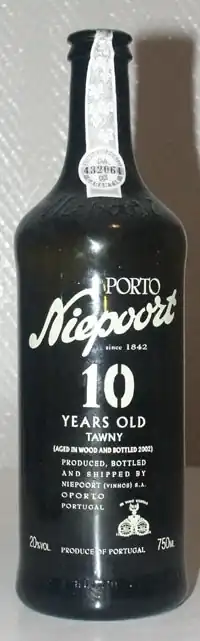 432064
PORTO
Niepoort
since 1842
10
YEARS OLD
TAWNY
(AGED IN WOOD AND BOTTLED 2002)
PRODUCED, BOTTLED
AND SHIPPED BY
NIEPOORT (VINHOS) S.A.
OPORTO
PORTUGAL
20%VOL
PRODUCE OF PORTUGAL
750ML